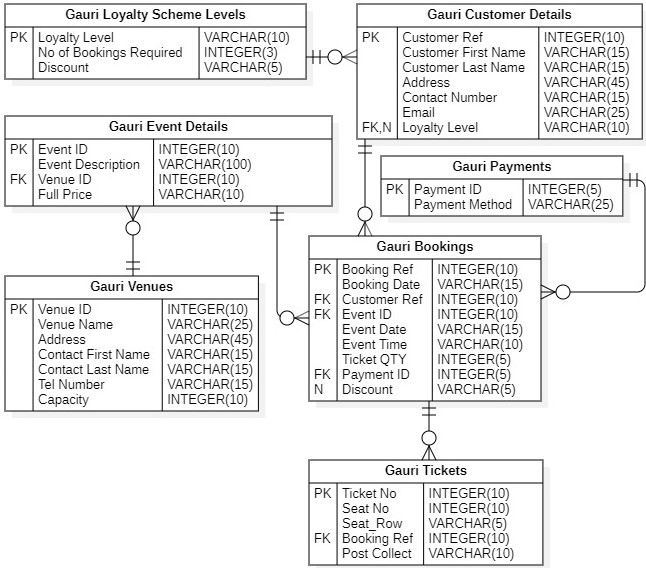 Gauri Loyalty Scheme Levels
PK Loyalty Level VARCHAR(10)
No of Bookings Required INTEGER(3)
Discount VARCHAR(5)
Gauri Customer Details
PK Customer Ref INTEGER(10)
Customer First Name VARCHAR(15)
Customer Last Name VARCHAR(15)
Address VARCHAR(45)
Contact Number VARCHAR(15)
Email VARCHAR(25)
FK,N Loyalty Level VARCHAR(10)
Gauri Event Details
PK Event ID INTEGER(10)
Event Description VARCHAR(100)
FK Venue ID INTEGER(10)
Full Price VARCHAR(10)
Gauri Payments
PK Payment ID INTEGER(5)
Payment Method VARCHAR(25)
Gauri Venues
PK Venue ID INTEGER(10)
Venue Name VARCHAR(25)
Address VARCHAR(45)
Contact First Name VARCHAR(15)
Contact Last Name VARCHAR(15)
Tel Number VARCHAR(15)
Capacity INTEGER(10)
Gauri Bookings
PK Booking Ref INTEGER(10)
Booking Date VARCHAR(15)
FK Customer Ref INTEGER(10)
FK Event ID INTEGER(10)
Event Date VARCHAR(15)
Event Time VARCHAR(10)
Ticket QTY INTEGER(5)
FK Payment ID INTEGER(5)
N Discount VARCHAR(5)
Gauri Tickets
PK Ticket No INTEGER(10)
Seat No INTEGER(10)
Seat_Row VARCHAR(5)
FK Booking Ref INTEGER(10)
Post Collect VARCHAR(10)